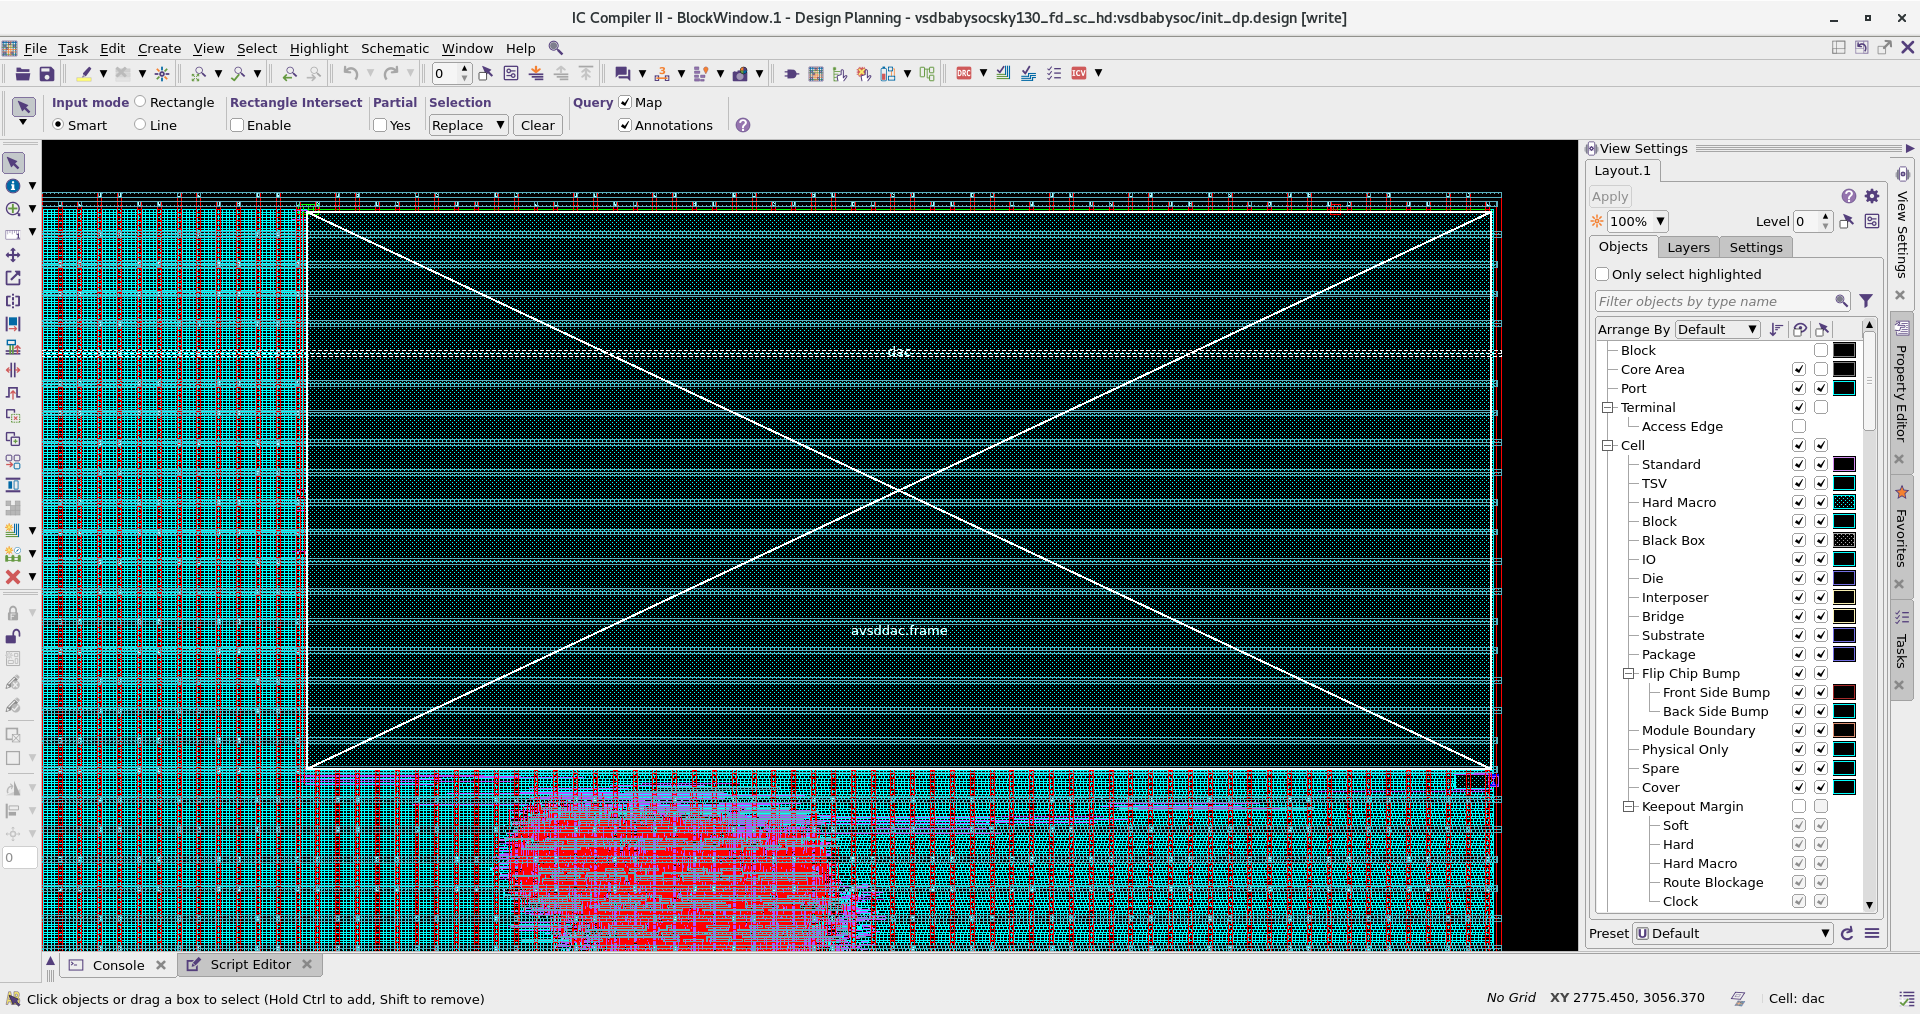 IC Compiler II - BlockWindow.1 - Design Planning - vsdbabysocsky130_fd_sc_hd:vsdbabysoc/init_dp.design [write]
File Task Edit Create View Select Highlight Schematic Window Help
0
DRC
ICV
Input mode Rectangle Rectangle Intersect Partial Selection Query Map
Smart Line Enable Yes Replace Clear Annotations
View Settings
Layout.1
Apply
100% Level 0
Objects Layers Settings
Only select highlighted
Filter objects by type name
Arrange By Default
Block
Core Area
Port
Terminal
Access Edge
Cell
Standard
TSV
Hard Macro
Block
Black Box
IO
Die
Interposer
Bridge
Substrate
Package
Flip Chip Bump
Front Side Bump
Back Side Bump
Module Boundary
Physical Only
Spare
Cover
Keepout Margin
Soft
Hard
Hard Macro
Route Blockage
Clock
Preset Default
View Settings
Property Editor
Favorites
Tasks
dac
avsddac.frame
0
Console Script Editor
Click objects or drag a box to select (Hold Ctrl to add, Shift to remove)
No Grid XY 2775.450, 3056.370 Cell: dac